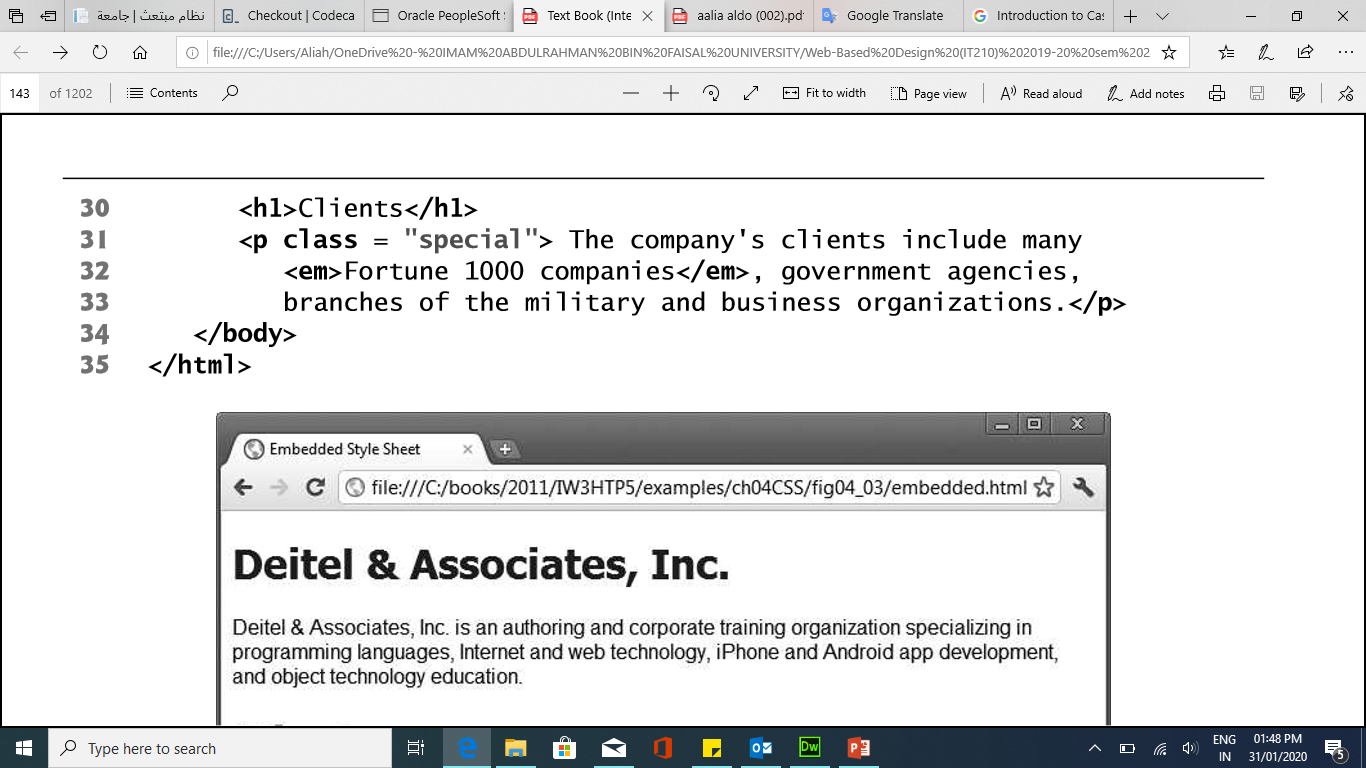 نظام مبتعث | جامعة
Checkout | Codeca
Oracle PeopleSoft S
Text Book (Inte
aalia aldo (002).pd
Google Translate
Introduction to Cas
file:///C:/Users/Aliah/OneDrive%20-%20IMAM%20ABDULRAHMAN%20BIN%20FAISAL%20UNIVERSITY/Web-Based%20Design%20(IT210)%202019-20%20sem%202
143 of 1202 Contents Fit to width Page view Read aloud Add notes
30 <h1>Clients</h1>
31 <p class = "special"> The company's clients include many
32 <em>Fortune 1000 companies</em>, government agencies,
33 branches of the military and business organizations.</p>
34 </body>
35 </html>
Embedded Style Sheet
file:///C:/books/2011/IW3HTP5/examples/ch04CSS/fig04_03/embedded.html
Deitel & Associates, Inc.
Deitel & Associates, Inc. is an authoring and corporate training organization specializing in
programming languages, Internet and web technology, iPhone and Android app development,
and object technology education.
Type here to search
Dw
ENG 01:48 PM
IN 31/01/2020
5